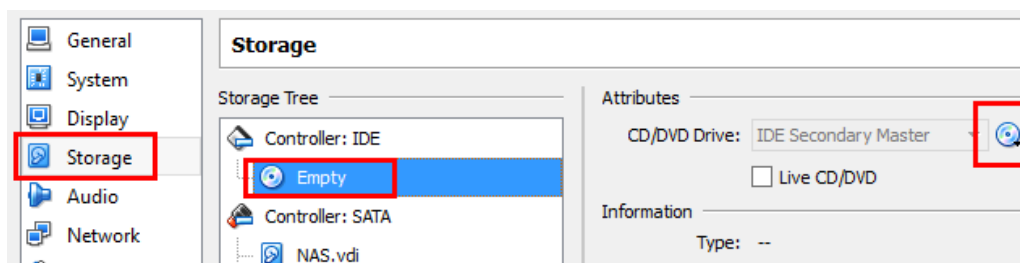 General
System
Display
Storage
Audio
Network
Storage
Storage Tree
Controller: IDE
Empty
Controller: SATA
NAS.vdi
Attributes
CD/DVD Drive: IDE Secondary Master
Live CD/DVD
Information
Type: --